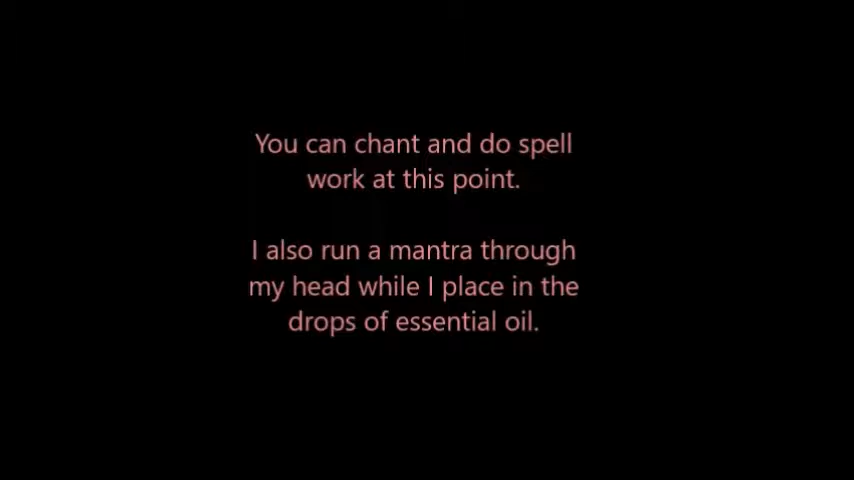 You can chant and do spell
work at this point.
I also run a mantra through
my head while I place in the
drops of essential oil.